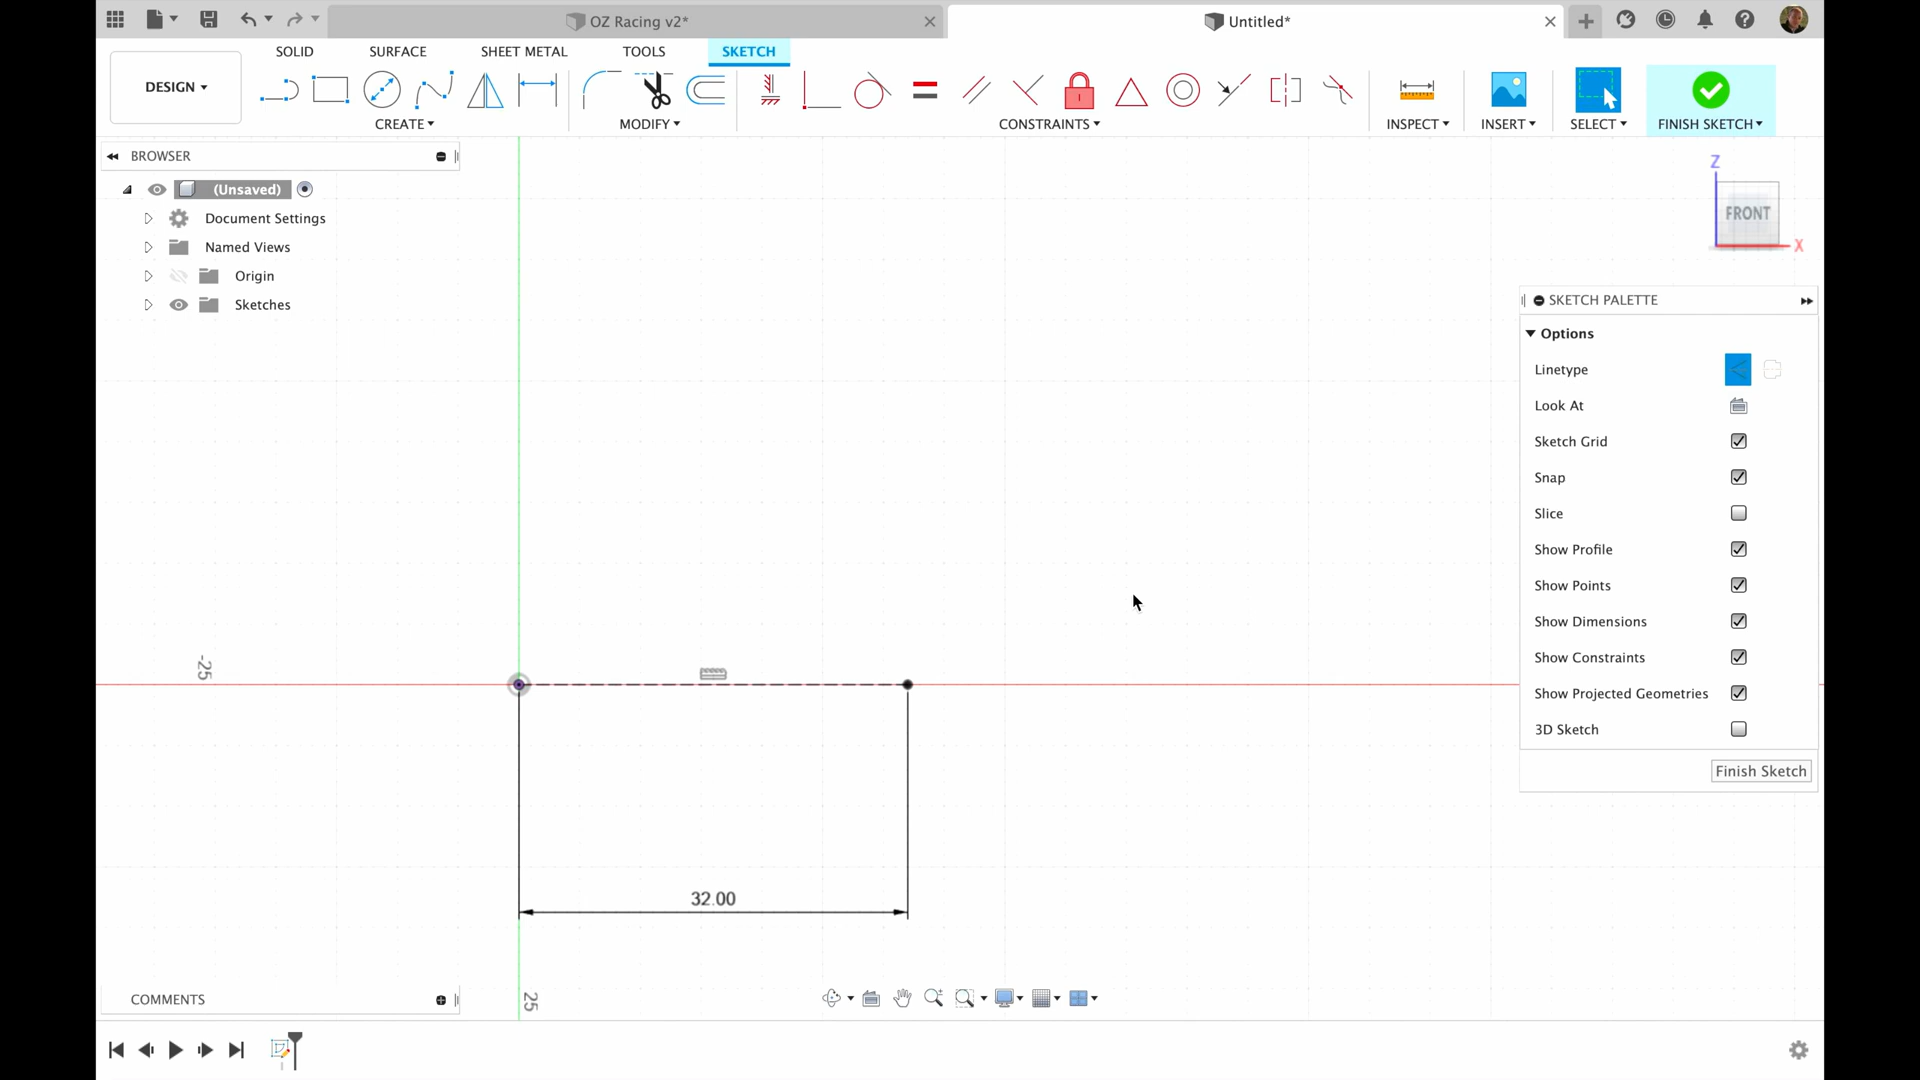 OZ Racing v2*
Untitled*
DESIGN
SOLID
SURFACE
SHEET METAL
TOOLS
SKETCH
CREATE
MODIFY
CONSTRAINTS
INSPECT
INSERT
SELECT
FINISH SKETCH
BROWSER
(Unsaved)
Document Settings
Named Views
Origin
Sketches
Z
FRONT
X
SKETCH PALETTE
Options
Linetype
Look At
Sketch Grid
Snap
Slice
Show Profile
Show Points
Show Dimensions
Show Constraints
Show Projected Geometries
3D Sketch
Finish Sketch
-25
32.00
25
COMMENTS